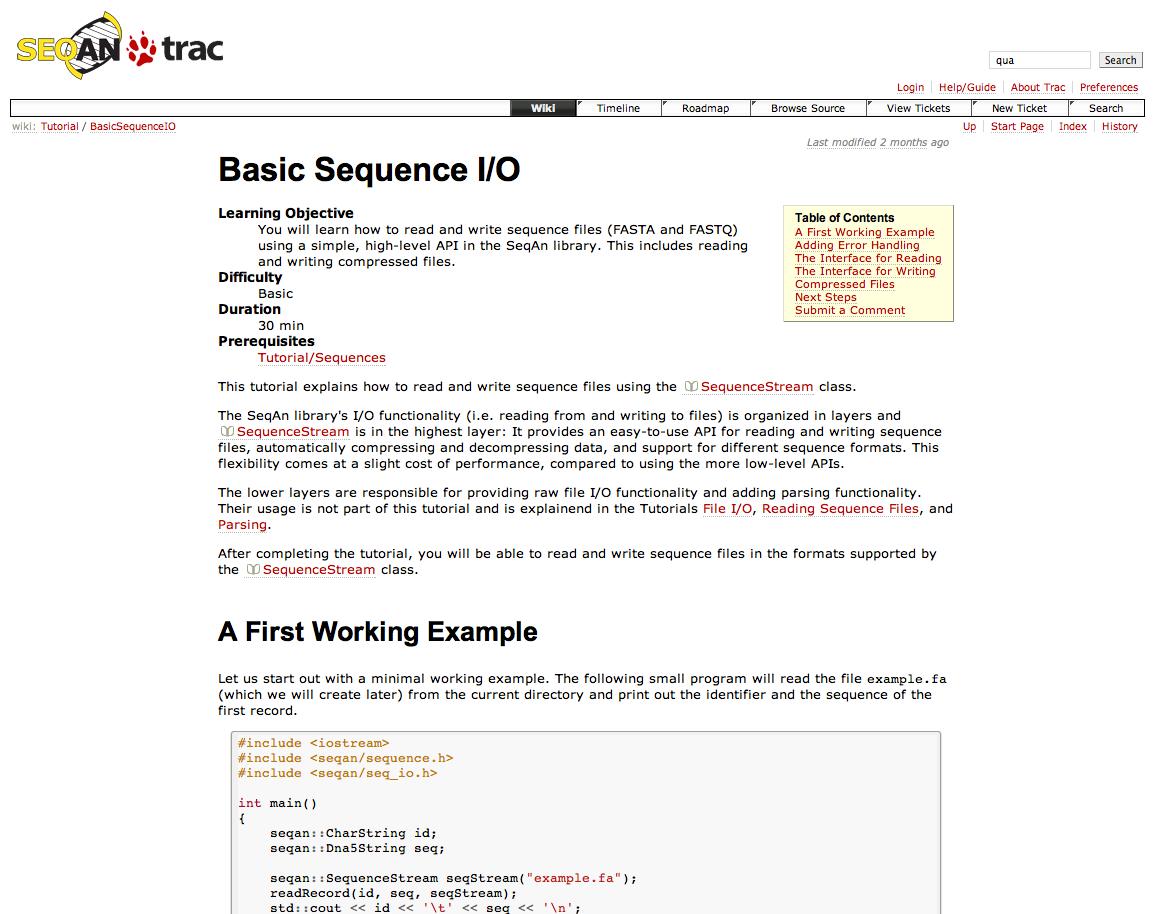 SEQAN trac
qua Search
Login Help/Guide About Trac Preferences
Wiki Timeline Roadmap Browse Source View Tickets New Ticket Search
wiki: Tutorial / BasicSequenceIO Up Start Page Index History
Last modified 2 months ago
Basic Sequence I/O
Learning Objective
You will learn how to read and write sequence files (FASTA and FASTQ)
using a simple, high-level API in the SeqAn library. This includes reading
and writing compressed files.
Difficulty
Basic
Duration
30 min
Prerequisites
Tutorial/Sequences
Table of Contents
A First Working Example
Adding Error Handling
The Interface for Reading
The Interface for Writing
Compressed Files
Next Steps
Submit a Comment
This tutorial explains how to read and write sequence files using the SequenceStream class.
The SeqAn library's I/O functionality (i.e. reading from and writing to files) is organized in layers and
SequenceStream is in the highest layer: It provides an easy-to-use API for reading and writing sequence
files, automatically compressing and decompressing data, and support for different sequence formats. This
flexibility comes at a slight cost of performance, compared to using the more low-level APIs.
The lower layers are responsible for providing raw file I/O functionality and adding parsing functionality.
Their usage is not part of this tutorial and is explainend in the Tutorials File I/O, Reading Sequence Files, and
Parsing.
After completing the tutorial, you will be able to read and write sequence files in the formats supported by
the SequenceStream class.
A First Working Example
Let us start out with a minimal working example. The following small program will read the file example.fa
(which we will create later) from the current directory and print out the identifier and the sequence of the
first record.
#include <iostream>
#include <seqan/sequence.h>
#include <seqan/seq_io.h>
int main()
{
seqan::CharString id;
seqan::Dna5String seq;
seqan::SequenceStream seqStream("example.fa");
readRecord(id, seq, seqStream);
std::cout << id << '\t' << seq << '\n';